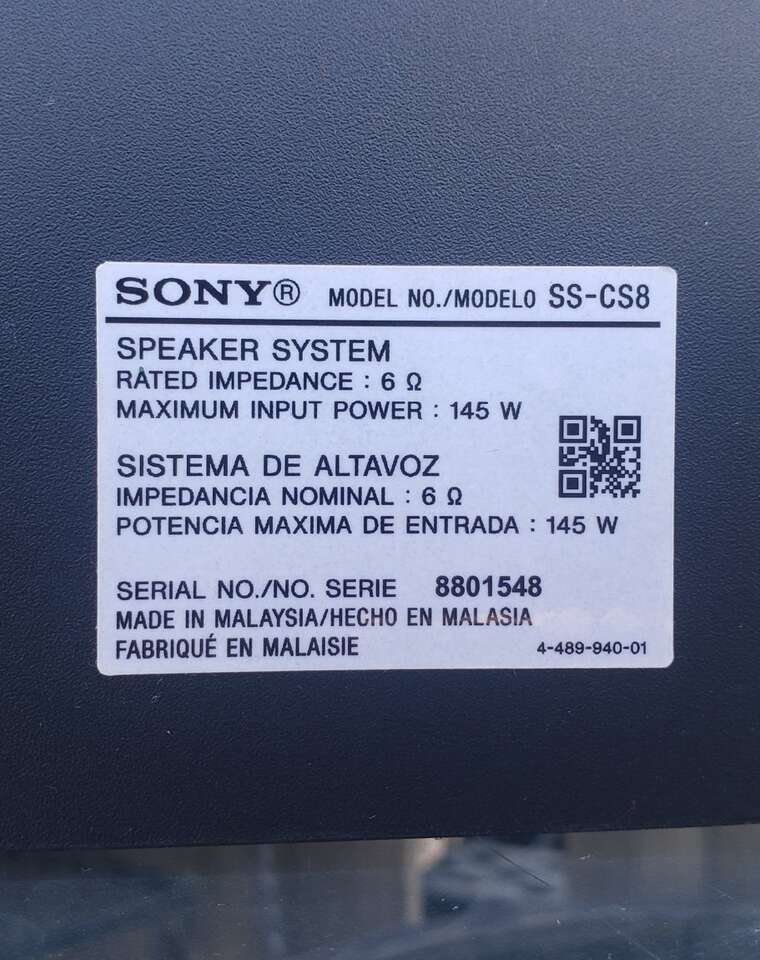 SONY® MODEL NO./MODELO SS-CS8
SPEAKER SYSTEM
RATED IMPEDANCE : 6 Ω
MAXIMUM INPUT POWER : 145 W
SISTEMA DE ALTAVOZ
IMPEDANCIA NOMINAL : 6 Ω
POTENCIA MAXIMA DE ENTRADA : 145 W
SERIAL NO./NO. SERIE 8801548
MADE IN MALAYSIA/HECHO EN MALASIA
FABRIQUÉ EN MALAISIE 4-489-940-01